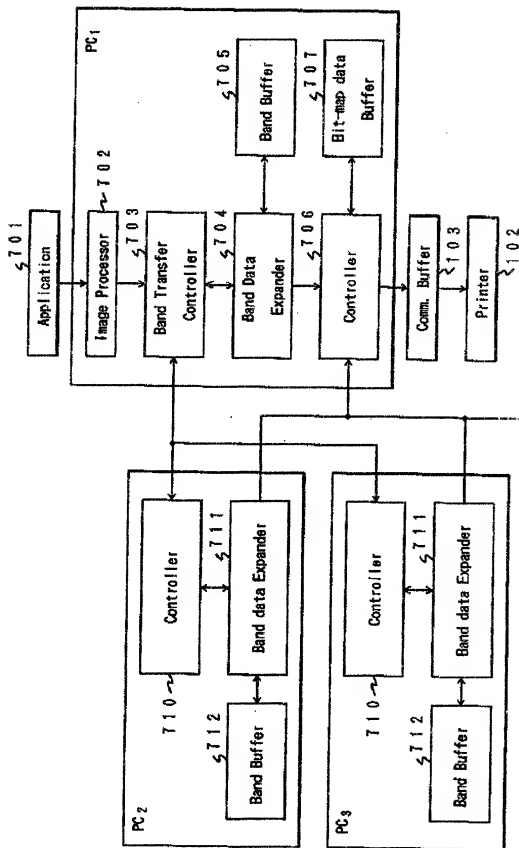 701
Application
PC1
Image Processor
702
703
Band Transfer
Controller
704
Band Data
Expander
705
Band Buffer
706
Controller
707
Bit-map data
Buffer
Comm. Buffer
103
Printer
102
PC2
Controller
710
711
Band data Expander
712
Band Buffer
PC3
Controller
710
711
Band data Expander
712
Band Buffer